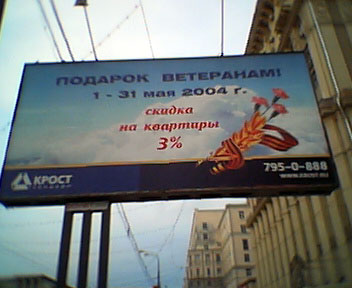 ПОДАРОК ВЕТЕРАНАМ!
1 - 31 мая 2004 г.
скидка
на квартиры
3%
795-0-888
КРОСТ
www.krost.ru